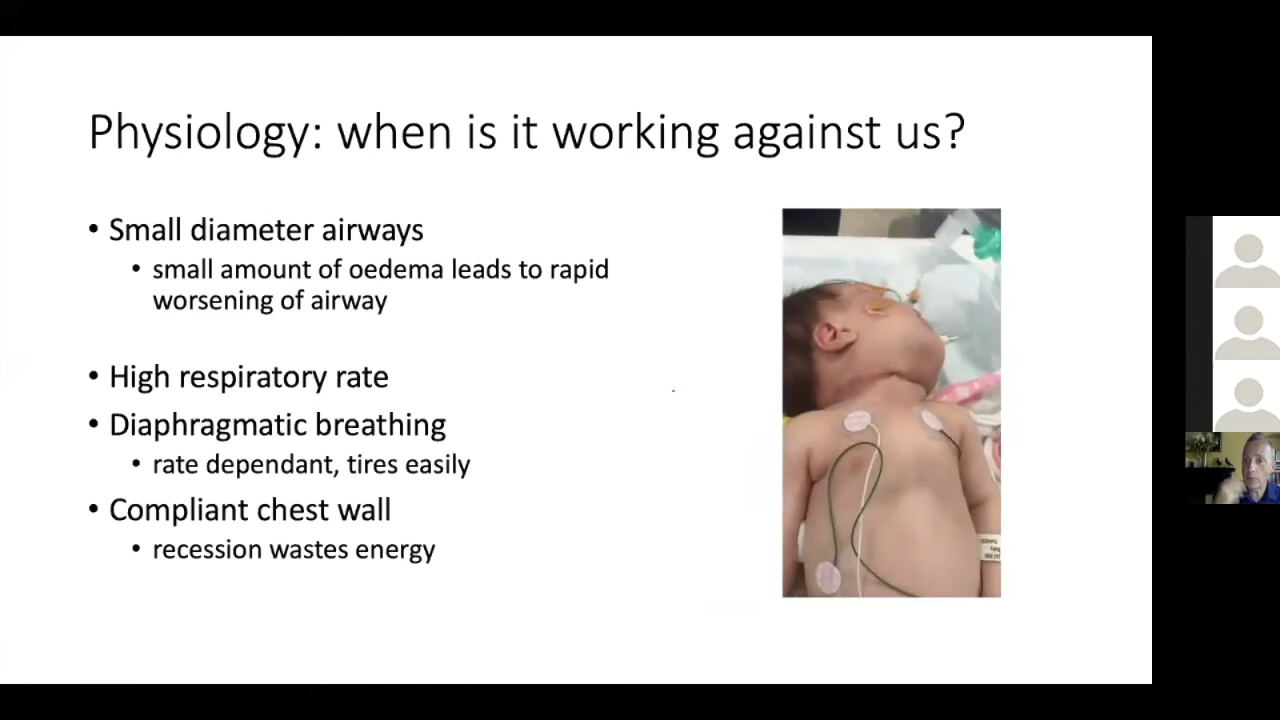 Physiology: when is it working against us?
• Small diameter airways
• small amount of oedema leads to rapid
worsening of airway
• High respiratory rate
• Diaphragmatic breathing
• rate dependant, tires easily
• Compliant chest wall
• recession wastes energy